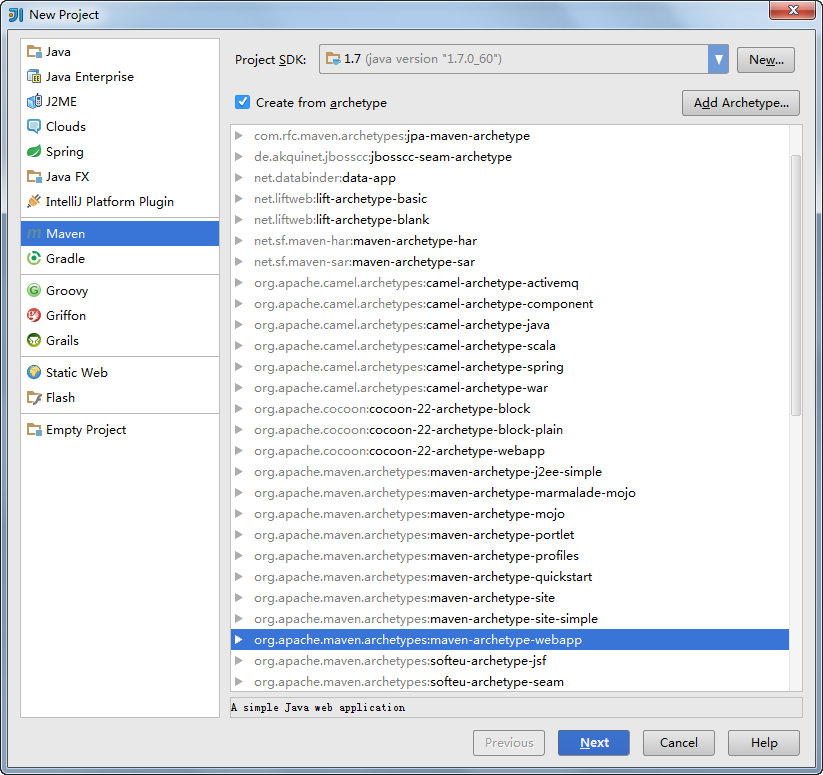 New Project
Java
Java Enterprise
J2ME
Clouds
Spring
Java FX
IntelliJ Platform Plugin
Maven
Gradle
Groovy
Griffon
Grails
Static Web
Flash
Empty Project
Project SDK: 1.7 (java version "1.7.0_60") New...
Create from archetype Add Archetype...
com.rfc.maven.archetypes:jpa-maven-archetype
de.akquinet.jbosscc:jbosscc-seam-archetype
net.databinder:data-app
net.liftweb:lift-archetype-basic
net.liftweb:lift-archetype-blank
net.sf.maven-har:maven-archetype-har
net.sf.maven-sar:maven-archetype-sar
org.apache.camel.archetypes:camel-archetype-activemq
org.apache.camel.archetypes:camel-archetype-component
org.apache.camel.archetypes:camel-archetype-java
org.apache.camel.archetypes:camel-archetype-scala
org.apache.camel.archetypes:camel-archetype-spring
org.apache.camel.archetypes:camel-archetype-war
org.apache.cocoon:cocoon-22-archetype-block
org.apache.cocoon:cocoon-22-archetype-block-plain
org.apache.cocoon:cocoon-22-archetype-webapp
org.apache.maven.archetypes:maven-archetype-j2ee-simple
org.apache.maven.archetypes:maven-archetype-marmalade-mojo
org.apache.maven.archetypes:maven-archetype-mojo
org.apache.maven.archetypes:maven-archetype-portlet
org.apache.maven.archetypes:maven-archetype-profiles
org.apache.maven.archetypes:maven-archetype-quickstart
org.apache.maven.archetypes:maven-archetype-site
org.apache.maven.archetypes:maven-archetype-site-simple
org.apache.maven.archetypes:maven-archetype-webapp
org.apache.maven.archetypes:softeu-archetype-jsf
org.apache.maven.archetypes:softeu-archetype-seam
A simple Java web application
Previous Next Cancel Help